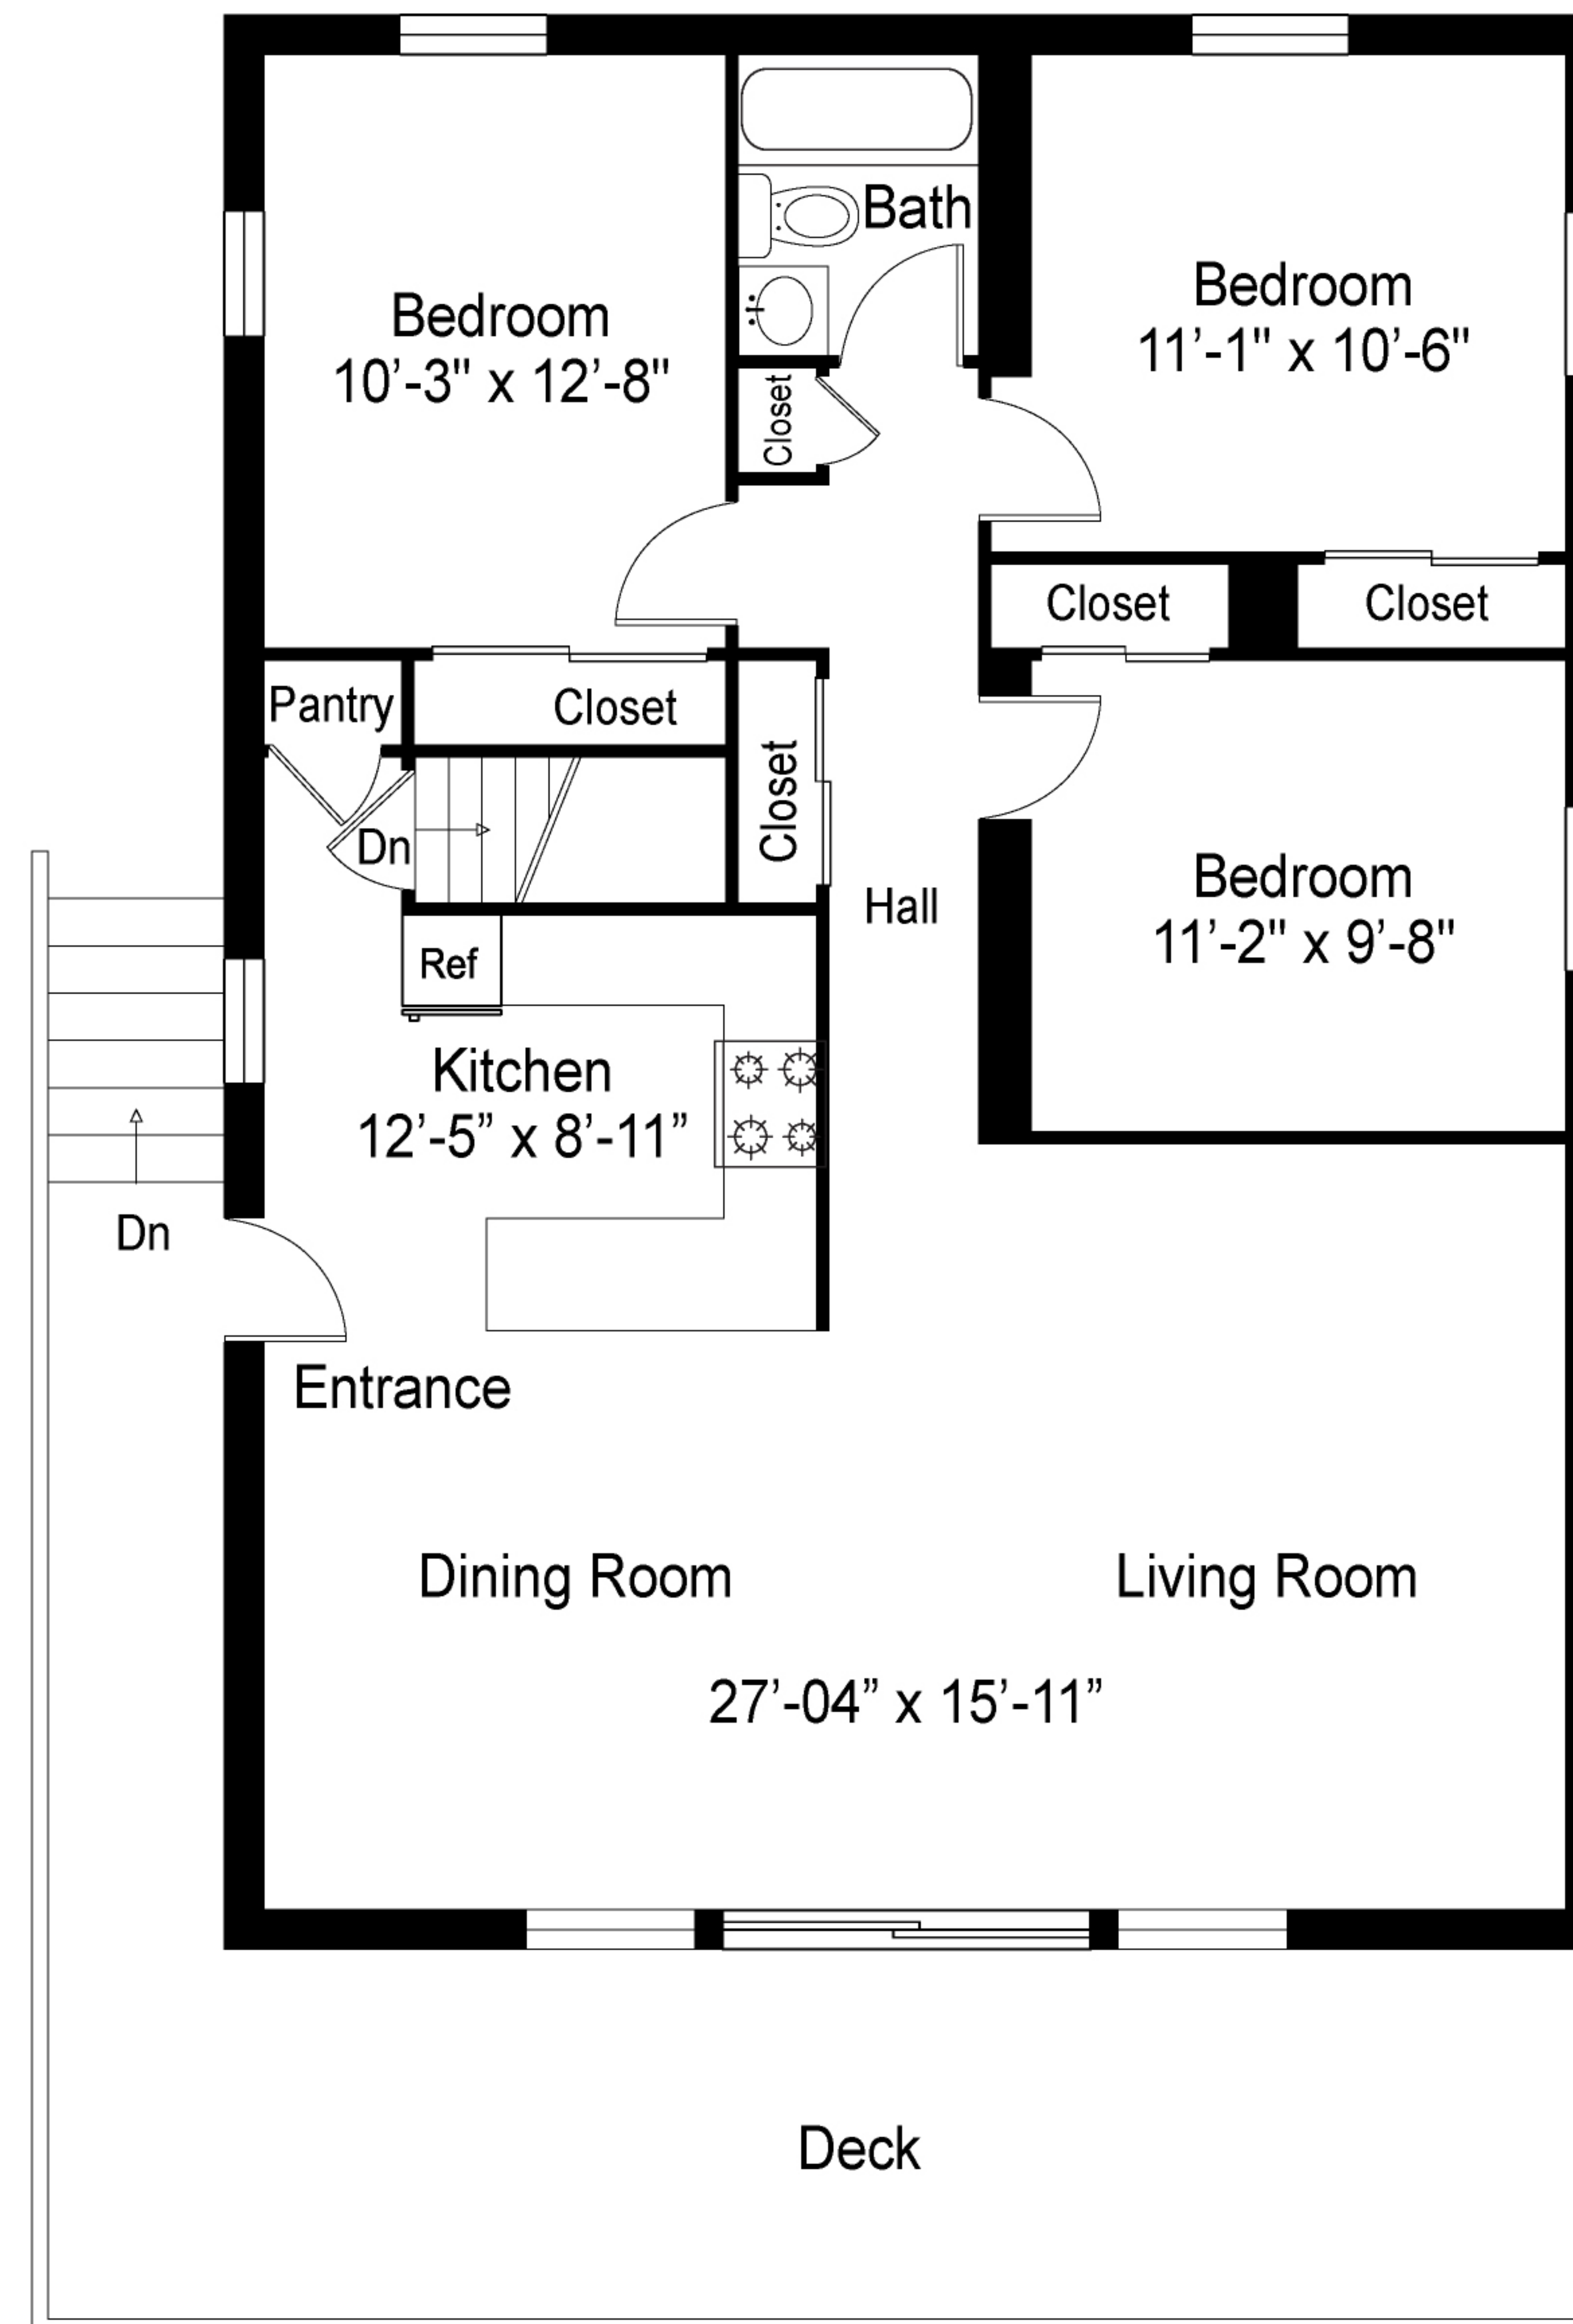 Bath
Bedroom
10’-3" x 12’-8"
Bedroom
11’-1" x 10’-6"
Closet
Closet
Closet
Pantry
Closet
Closet
Dn
Hall
Bedroom
11’-2" x 9’-8"
Ref
Kitchen
12’-5” x 8’-11”
Dn
Entrance
Dining Room
Living Room
27’-04” x 15’-11”
Deck